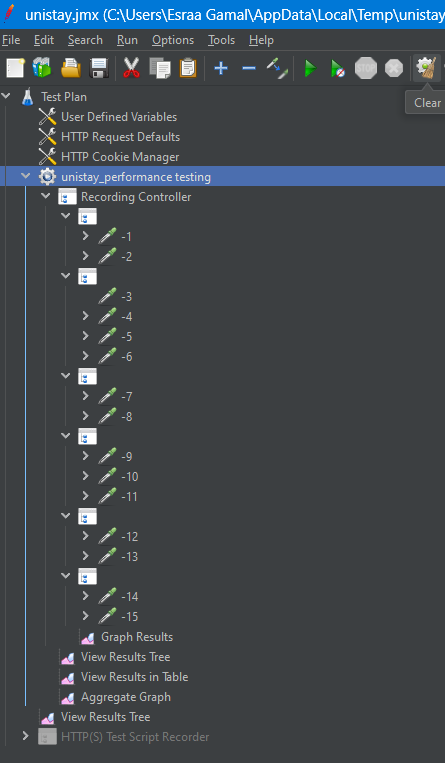 unistay.jmx (C:\Users\Esraa Gamal\AppData\Local\Temp\unistay
File Edit Search Run Options Tools Help
STOP
Clear
Test Plan
User Defined Variables
HTTP Request Defaults
HTTP Cookie Manager
unistay_performance testing
Recording Controller
-1
-2
-3
-4
-5
-6
-7
-8
-9
-10
-11
-12
-13
-14
-15
Graph Results
View Results Tree
View Results in Table
Aggregate Graph
View Results Tree
HTTP(S) Test Script Recorder